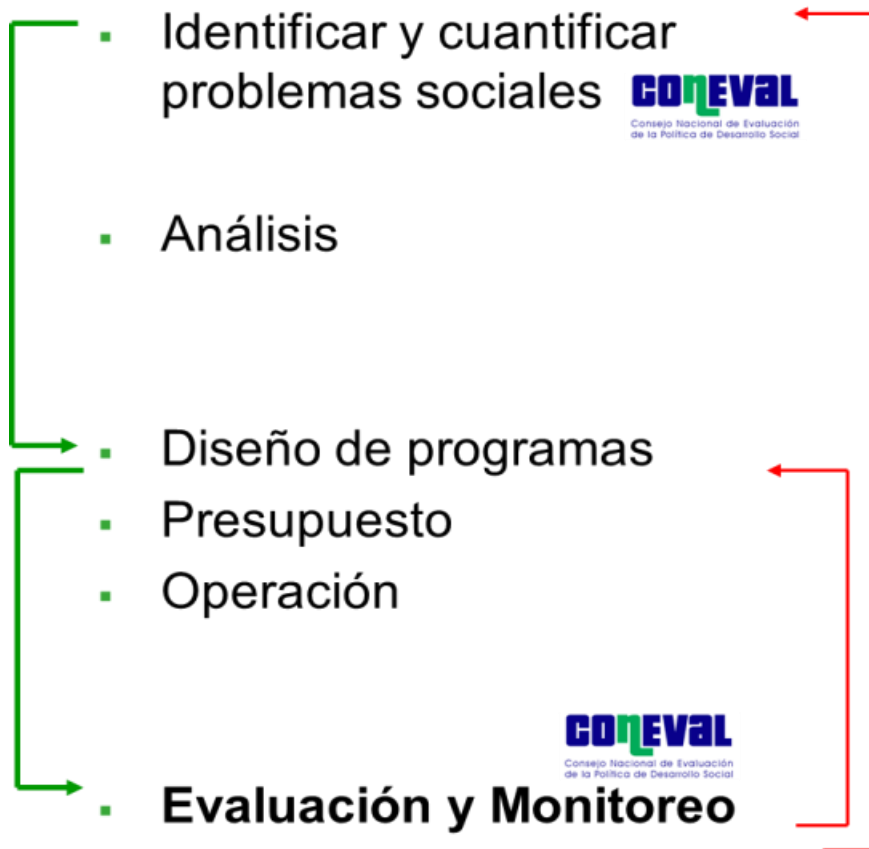 Identificar y cuantificar
problemas sociales
CONEVAL
Consejo Nacional de Evaluación
de la Política de Desarrollo Social
Análisis
Diseño de programas
Presupuesto
Operación
CONEVAL
Consejo Nacional de Evaluación
de la Política de Desarrollo Social
Evaluación y Monitoreo